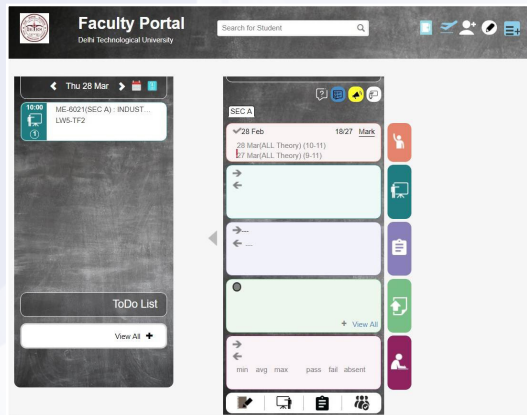 Faculty Portal
Delhi Technological University
Search for Student
Thu 28 Mar
10:00
ME-6021(SEC A) : INDUST...
LW5-TF2
1
ToDo List
View All +
SEC A
28 Feb 18/27 Mark
28 Mar(ALL Theory) (10-11)
27 Mar(ALL Theory) (9-11)
---
...
+ View All
min avg max pass fail absent